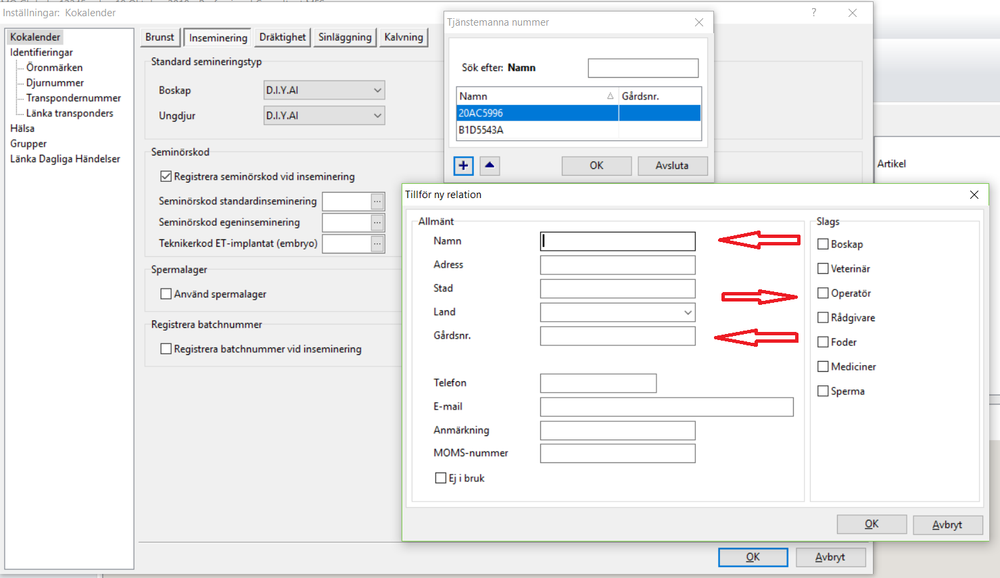 Inställningar: Kokalender
?
Kokalender
Identifieringar
Öronmärken
Djurnummer
Transpondernummer
Länka transponders
Hälsa
Grupper
Länka Dagliga Händelser
Brunst
Inseminering
Dräktighet
Sinläggning
Kalvning
Standard semineringstyp
Boskap
D.I.Y.AI
Ungdjur
D.I.Y.AI
Seminörskod
Registrera seminörskod vid inseminering
Seminörskod standardinseminering
...
Seminörskod egeninseminering
...
Teknikerkod ET-implantat (embryo)
...
Spermalager
Använd spermalager
Registrera batchnummer
Registrera batchnummer vid inseminering
OK
Avbryt
Tjänstemanna nummer
Sök efter: Namn
Namn
Gårdsnr.
20AC5996
B1D5543A
+
OK
Avsluta
Artikel
Tillför ny relation
Allmänt
Namn
Adress
Stad
Land
Gårdsnr.
Telefon
E-mail
Anmärkning
MOMS-nummer
Ej i bruk
Slags
Boskap
Veterinär
Operatör
Rådgivare
Foder
Mediciner
Sperma
OK
Avbryt